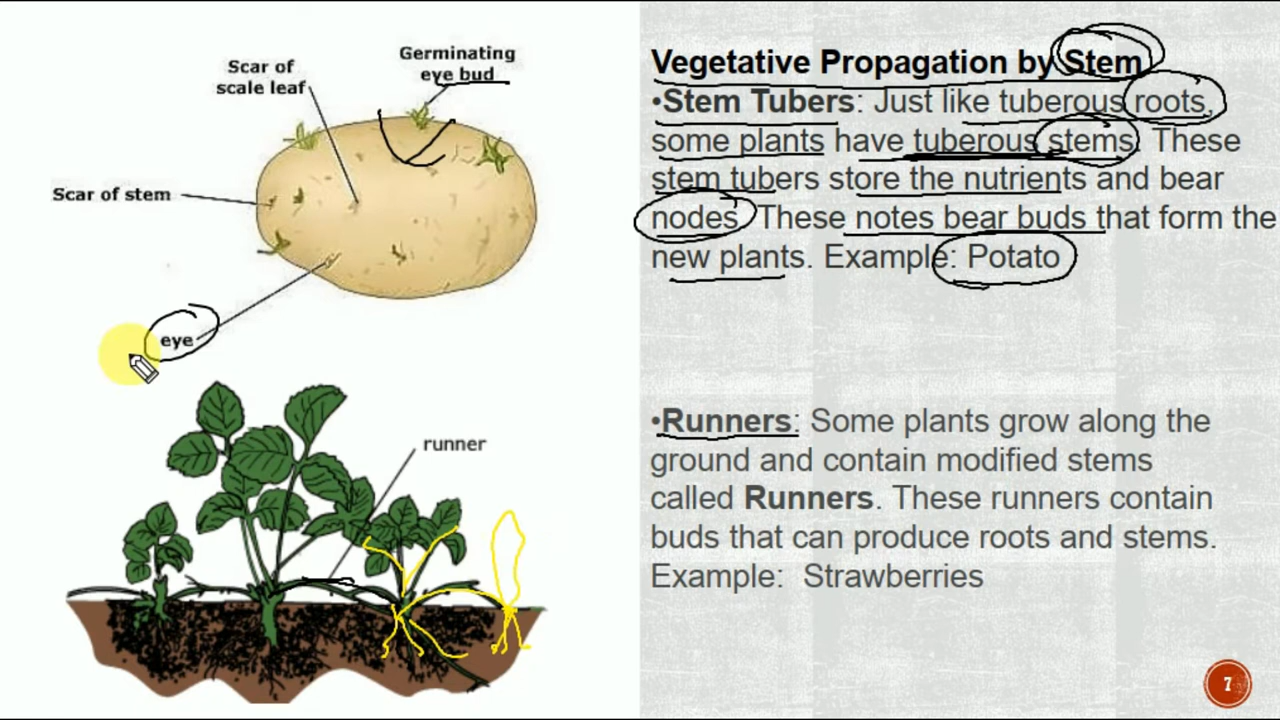 Germinating
eye bud
Scar of
scale leaf
Scar of stem
eye
runner
Vegetative Propagation by Stem
•Stem Tubers: Just like tuberous roots,
some plants have tuberous stems. These
stem tubers store the nutrients and bear
nodes. These notes bear buds that form the
new plants. Example: Potato
•Runners: Some plants grow along the
ground and contain modified stems
called Runners. These runners contain
buds that can produce roots and stems.
Example: Strawberries
7